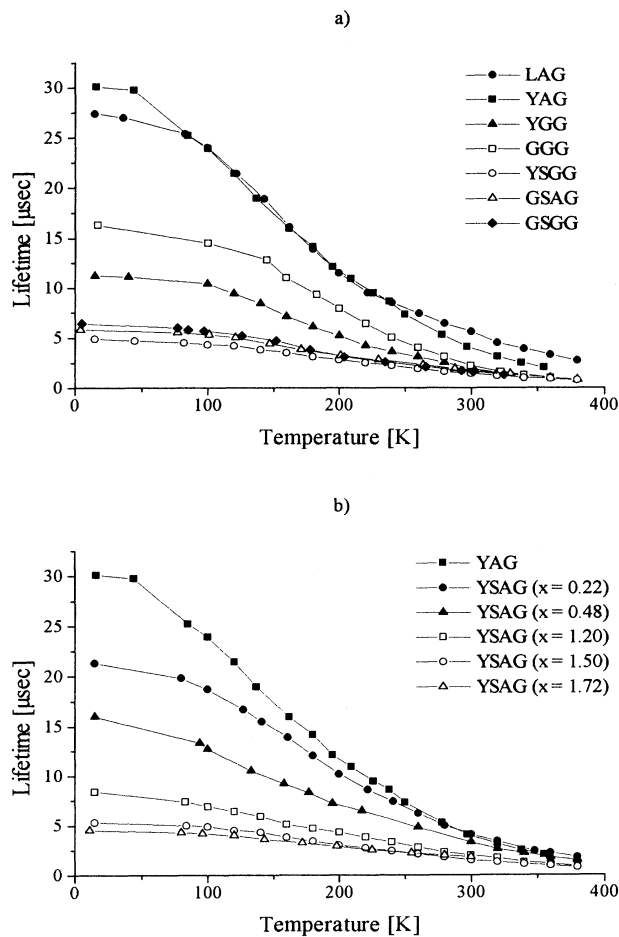 a)
Lifetime [μsec]
30
25
20
15
10
5
0
0 100 200 300 400
Temperature [K]
LAG
YAG
YGG
GGG
YSGG
GSAG
GSGG
b)
Lifetime [μsec]
30
25
20
15
10
5
0
0 100 200 300 400
Temperature [K]
YAG
YSAG (x = 0.22)
YSAG (x = 0.48)
YSAG (x = 1.20)
YSAG (x = 1.50)
YSAG (x = 1.72)